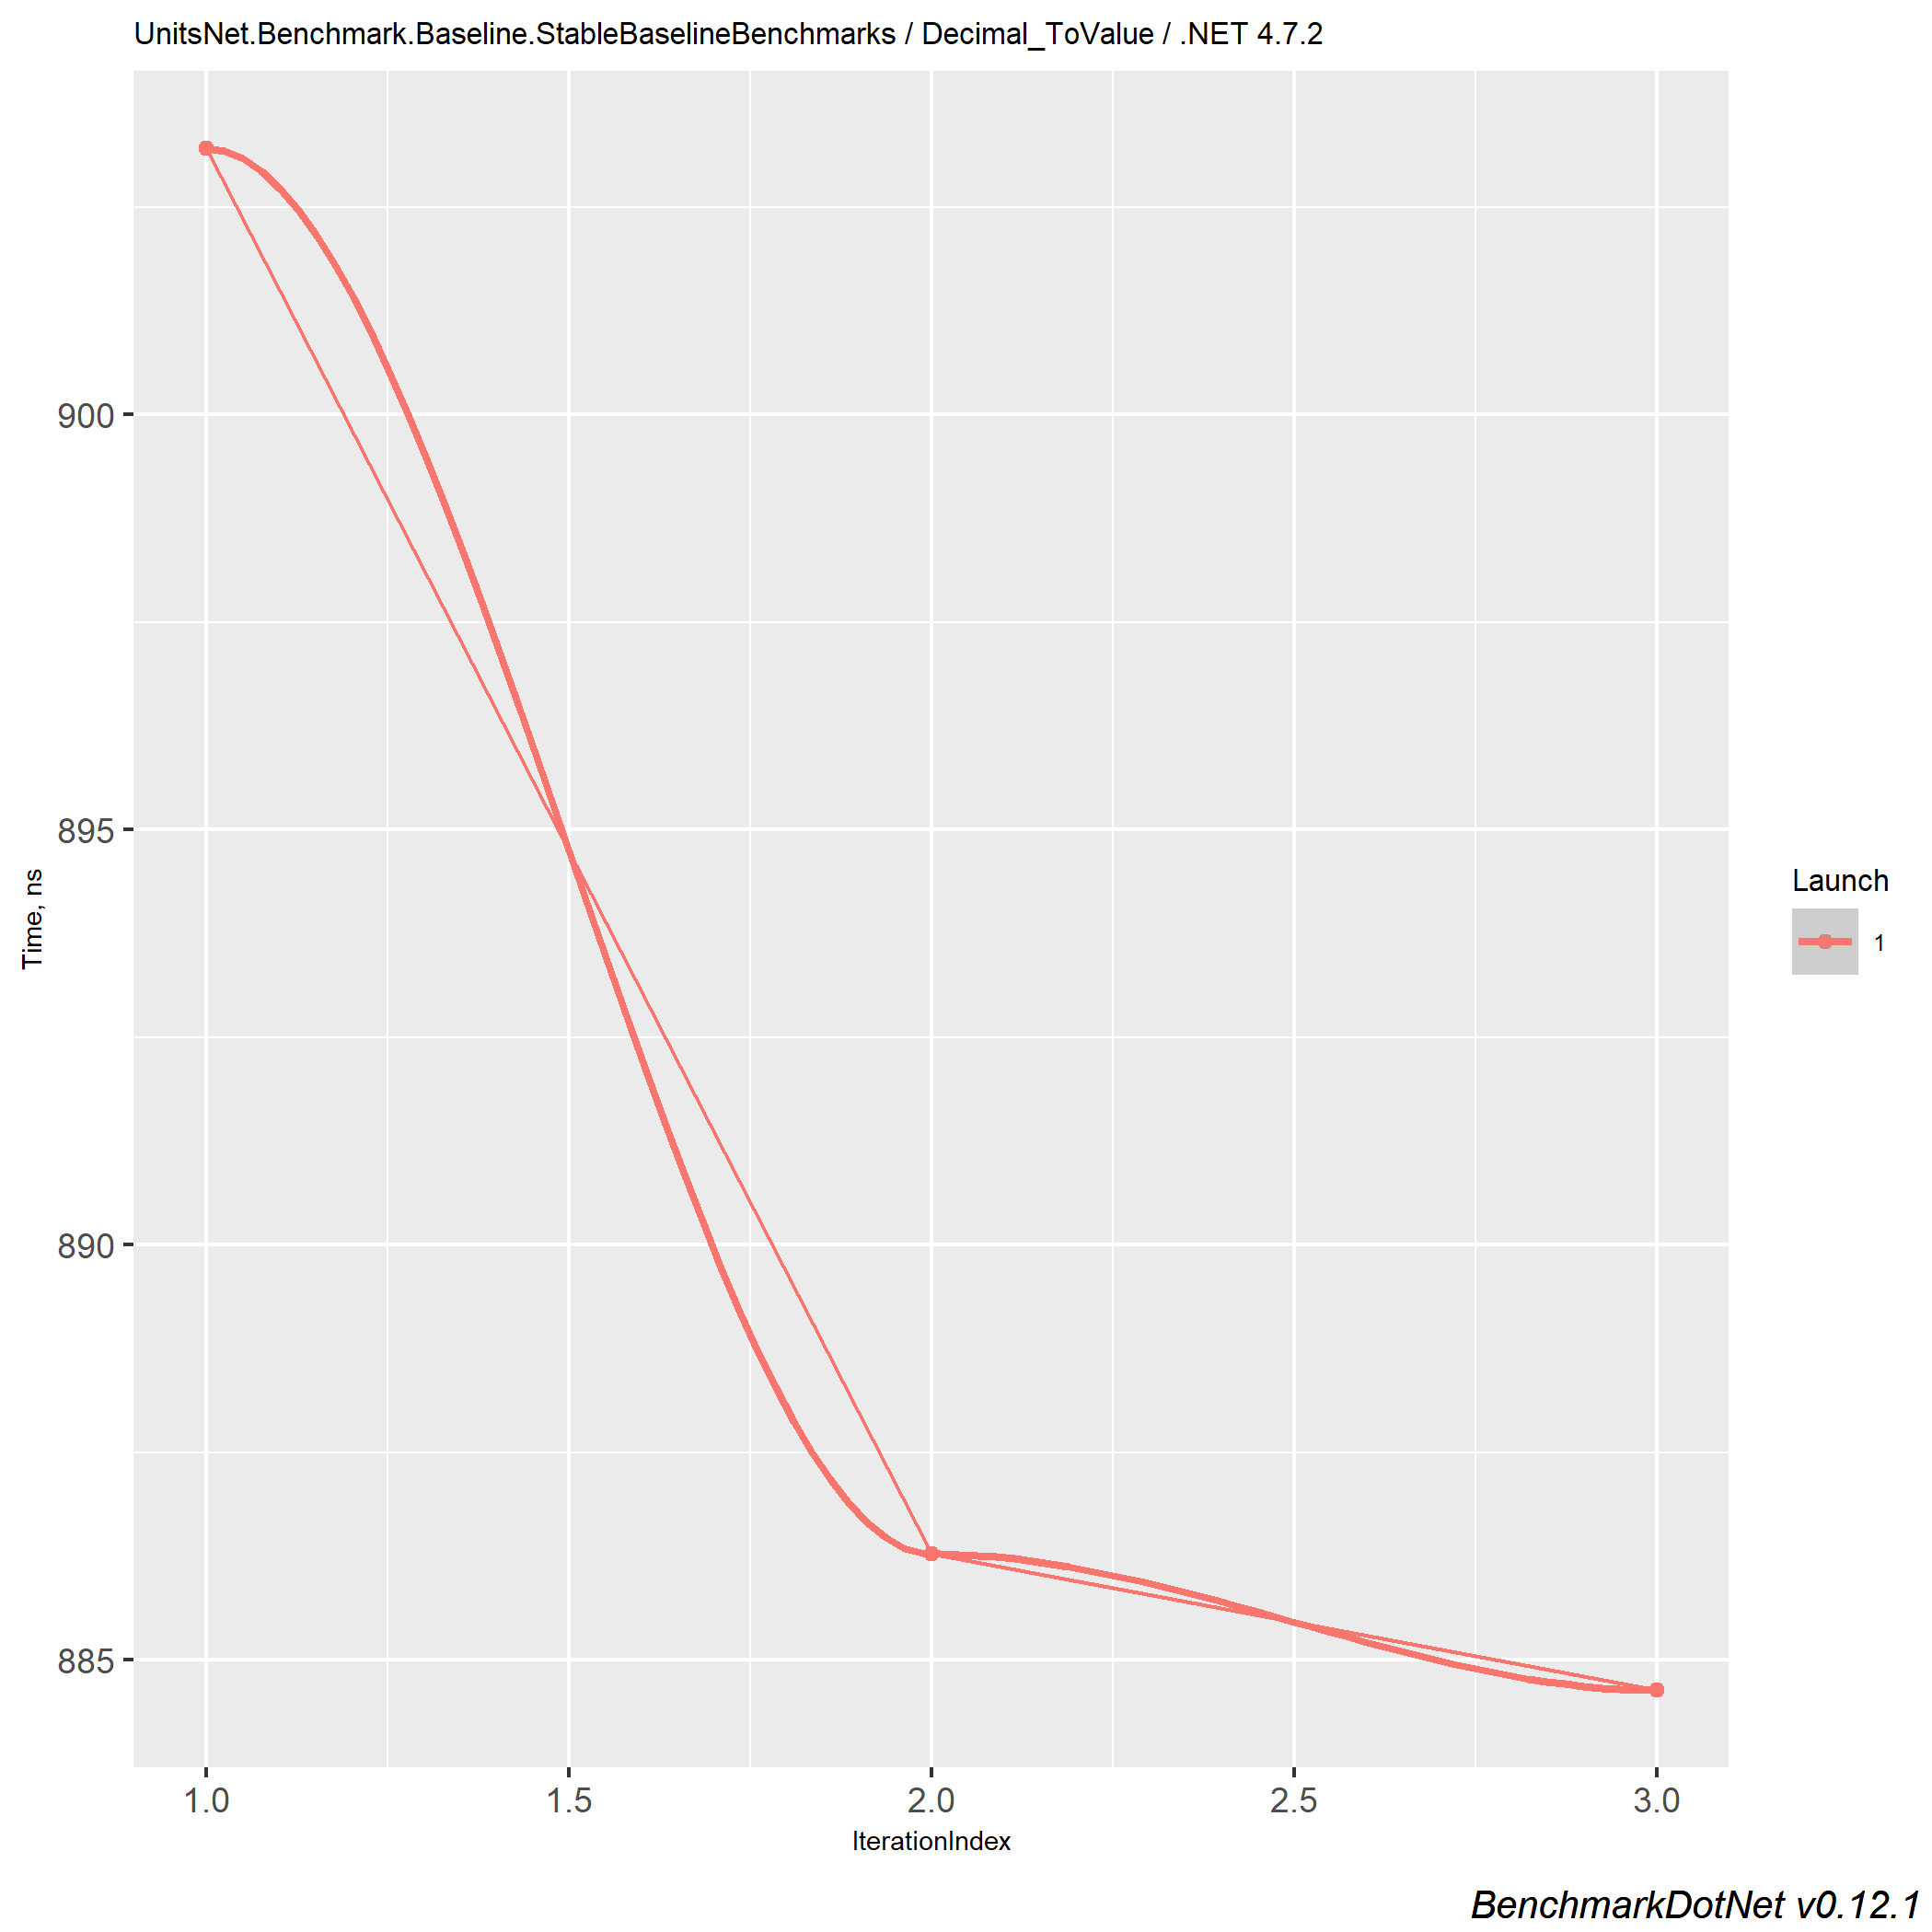 UnitsNet.Benchmark.Baseline.StableBaselineBenchmarks / Decimal_ToValue / .NET 4.7.2
Time, ns
900
895
890
885
1.0 1.5 2.0 2.5 3.0
IterationIndex
Launch
1
BenchmarkDotNet v0.12.1